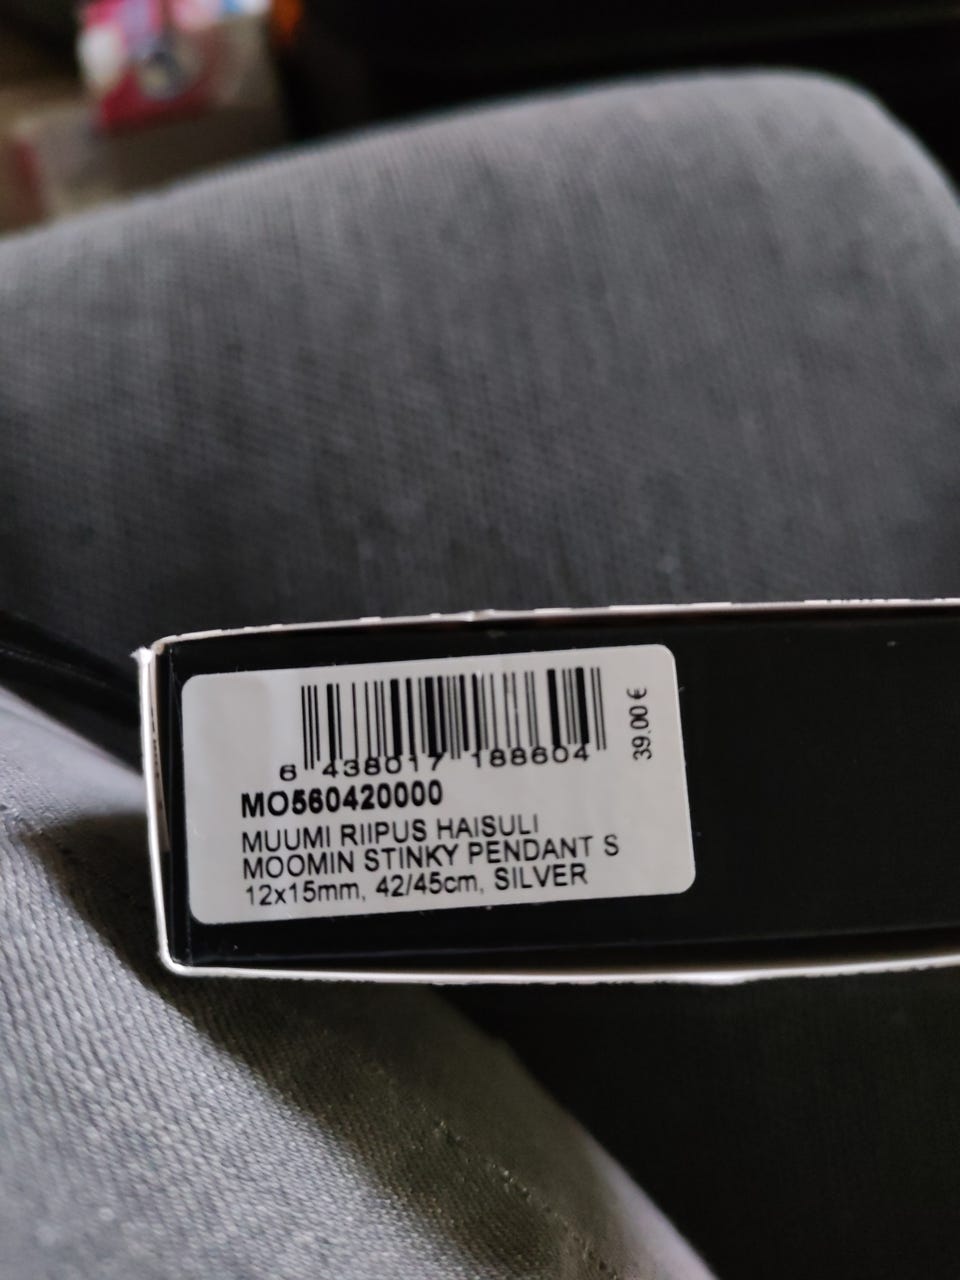 6 438017 188604
39.00 €
MO560420000
MUUMI RIIPUS HAISULI
MOOMIN STINKY PENDANT S
12x15mm, 42/45cm, SILVER